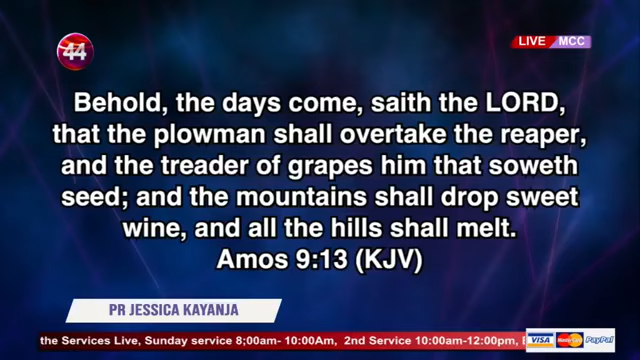 44
LIVE MCC
Behold, the days come, saith the LORD,
that the plowman shall overtake the reaper,
and the treader of grapes him that soweth
seed; and the mountains shall drop sweet
wine, and all the hills shall melt.
Amos 9:13 (KJV)
PR JESSICA KAYANJA
the Services Live, Sunday service 8;00am- 10:00Am, 2nd Service 10:00am-12:00pm,
VISA MasterCard PayPal